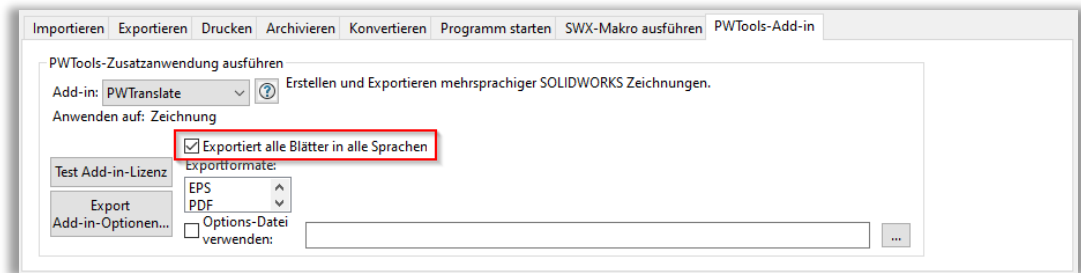 Importieren Exportieren Drucken Archivieren Konvertieren Programm starten SWX-Makro ausführen PWTools-Add-in
PWTools-Zusatzanwendung ausführen
Add-in: PWTranslate Erstellen und Exportieren mehrsprachiger SOLIDWORKS Zeichnungen.
Anwenden auf: Zeichnung
Exportiert alle Blätter in alle Sprachen
Test Add-in-Lizenz
Exportformate:
EPS
PDF
Export
Add-in-Optionen...
Options-Datei
verwenden:
...